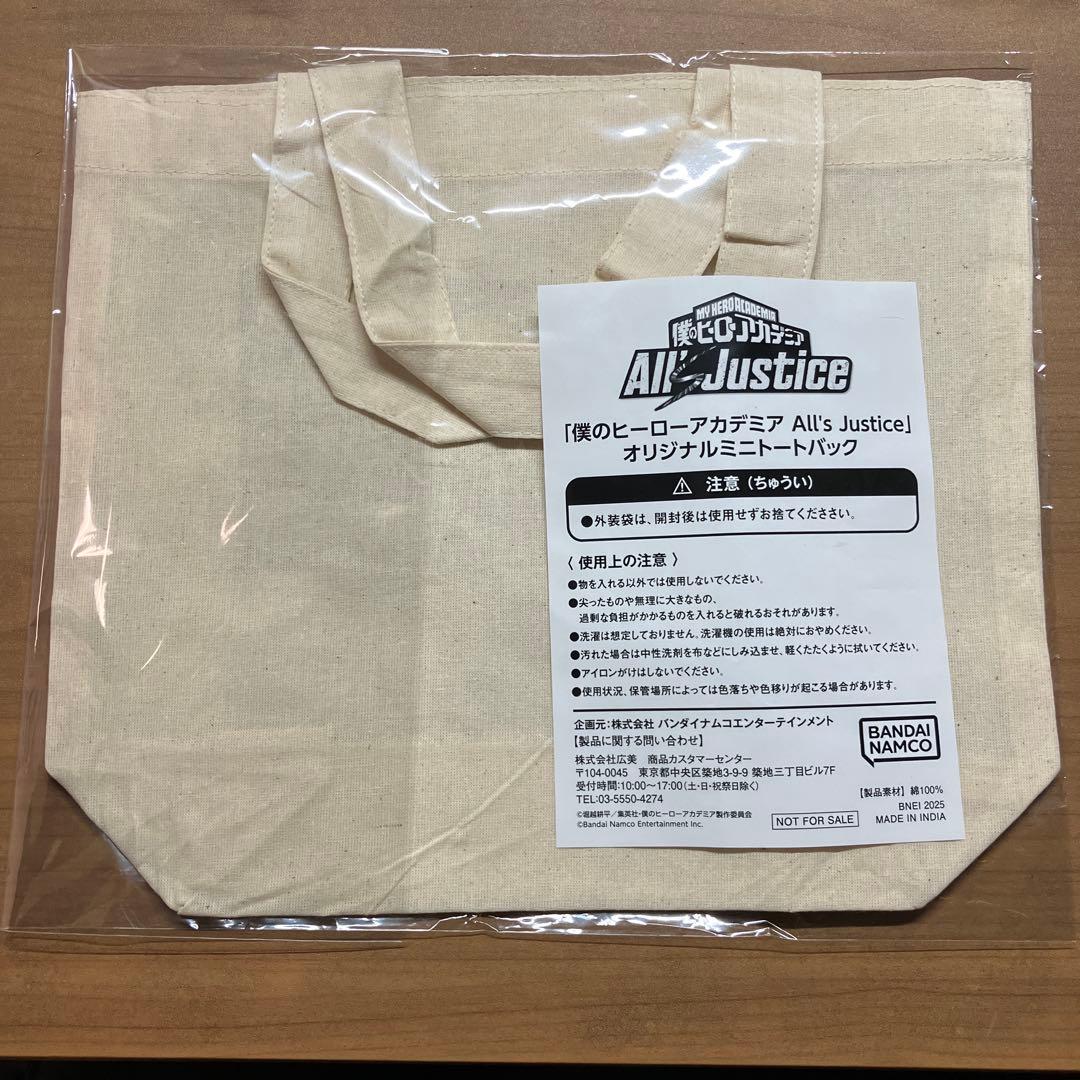 MY HERO ACADEMIA
僕のヒーローアカデミア
All's Justice
「僕のヒーローアカデミア All's Justice」
オリジナルミニトートバック
注意（ちゅうい）
●外装袋は、開封後は使用せずお捨てくだささい。
〈 使用上の注意 〉
●物を入れる以外では使用しないでください。
●尖ったものや無理に大きなもの、
過剰な負担がかかるものを入れると破れるおそれがあります。
●洗濯は想定しておりません。洗濯機の使用は絶対におやめください。
●汚れた場合は中性洗剤を布などにしみ込ませ、軽くたたくように拭いてください。
●アイロンがけはしないでください。
●使用状況、保管場所によっては色落ちや色移りが起こる場合があります。
企画元：株式会社 バンダイナムコエンターテインメント
【製品に関する問い合わせ】
株式会社広美　商品カスタマーセンター
〒104-0045　東京都中央区築地3-9-9 築地三丁目ビル7F
受付時間：10:00～17:00（土・日・祝祭日除く）
TEL：03-5550-4274
©堀越耕平／集英社・僕のヒーローアカデミア製作委員会
©Bandai Namco Entertainment Inc.
BANDAI
NAMCO
【製品素材】綿100%
BNEI 2025
MADE IN INDIA
NOT FOR SALE